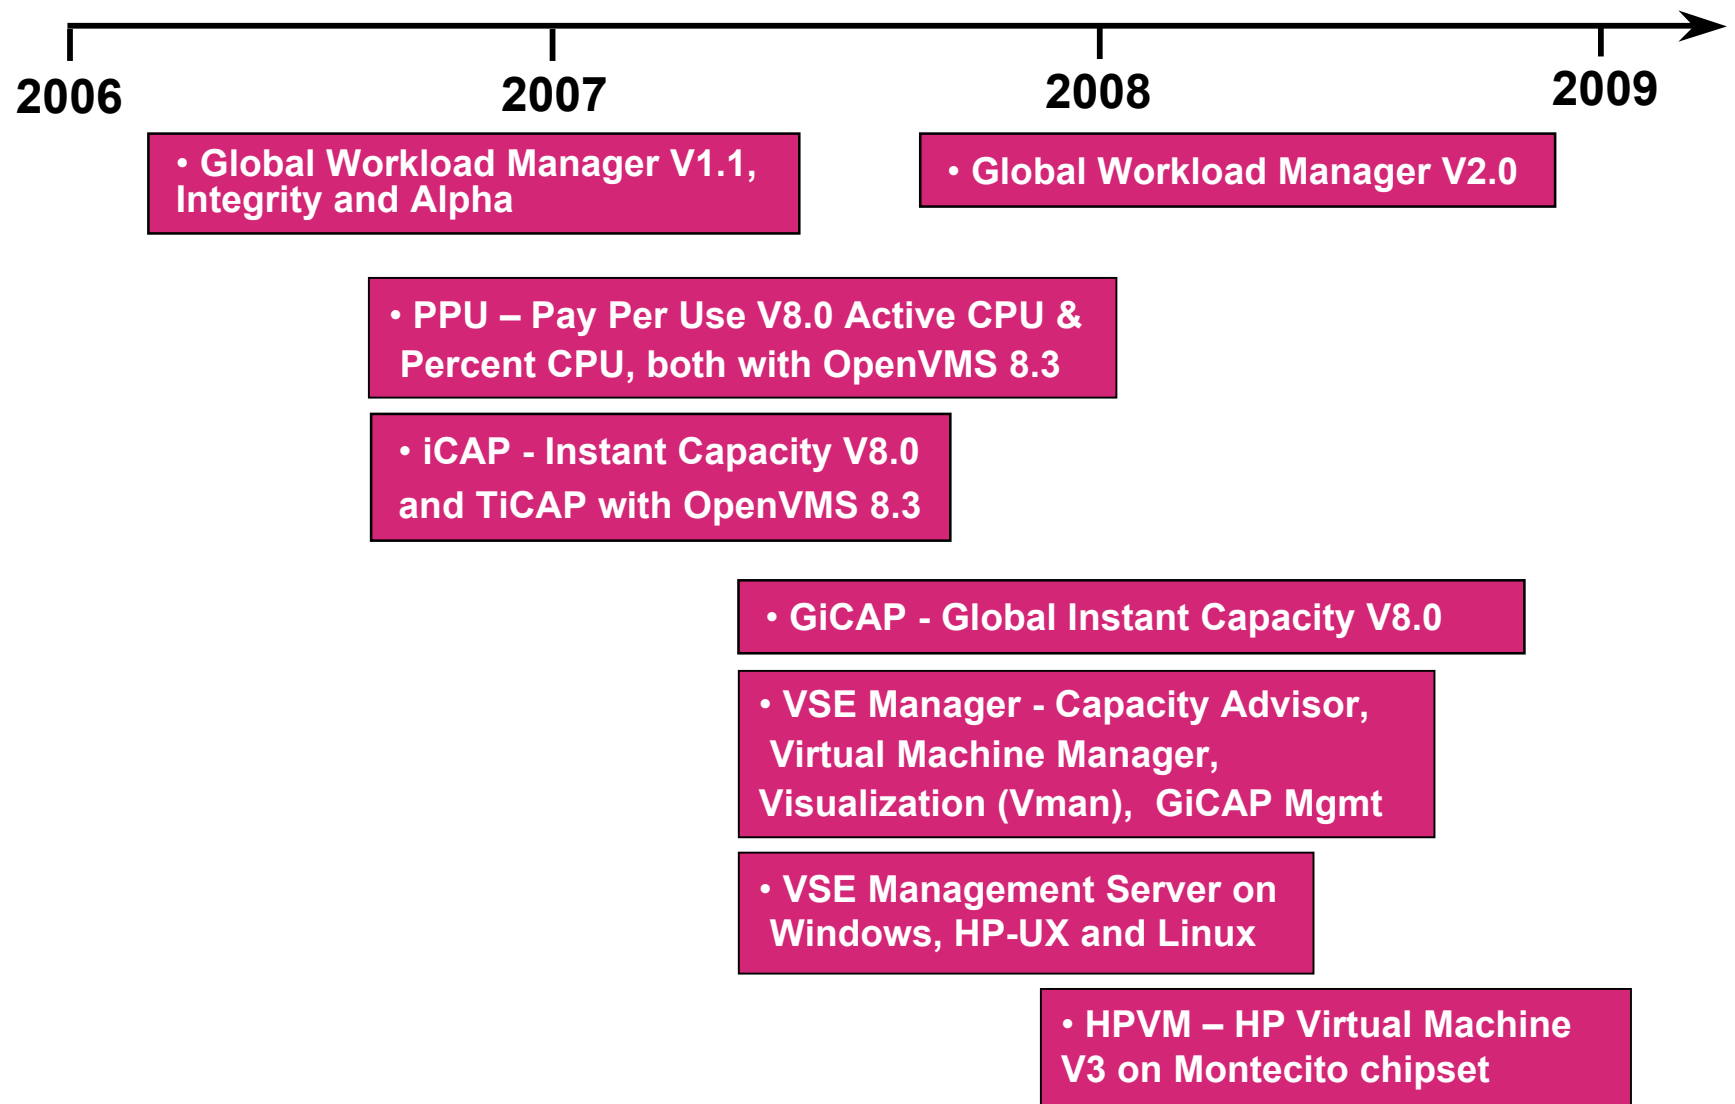 2006 2007 2008 2009
• Global Workload Manager V1.1,
Integrity and Alpha
• Global Workload Manager V2.0
• PPU – Pay Per Use V8.0 Active CPU &
Percent CPU, both with OpenVMS 8.3
• iCAP - Instant Capacity V8.0
and TiCAP with OpenVMS 8.3
• GiCAP - Global Instant Capacity V8.0
• VSE Manager - Capacity Advisor,
Virtual Machine Manager,
Visualization (Vman), GiCAP Mgmt
• VSE Management Server on
Windows, HP-UX and Linux
• HPVM – HP Virtual Machine
V3 on Montecito chipset